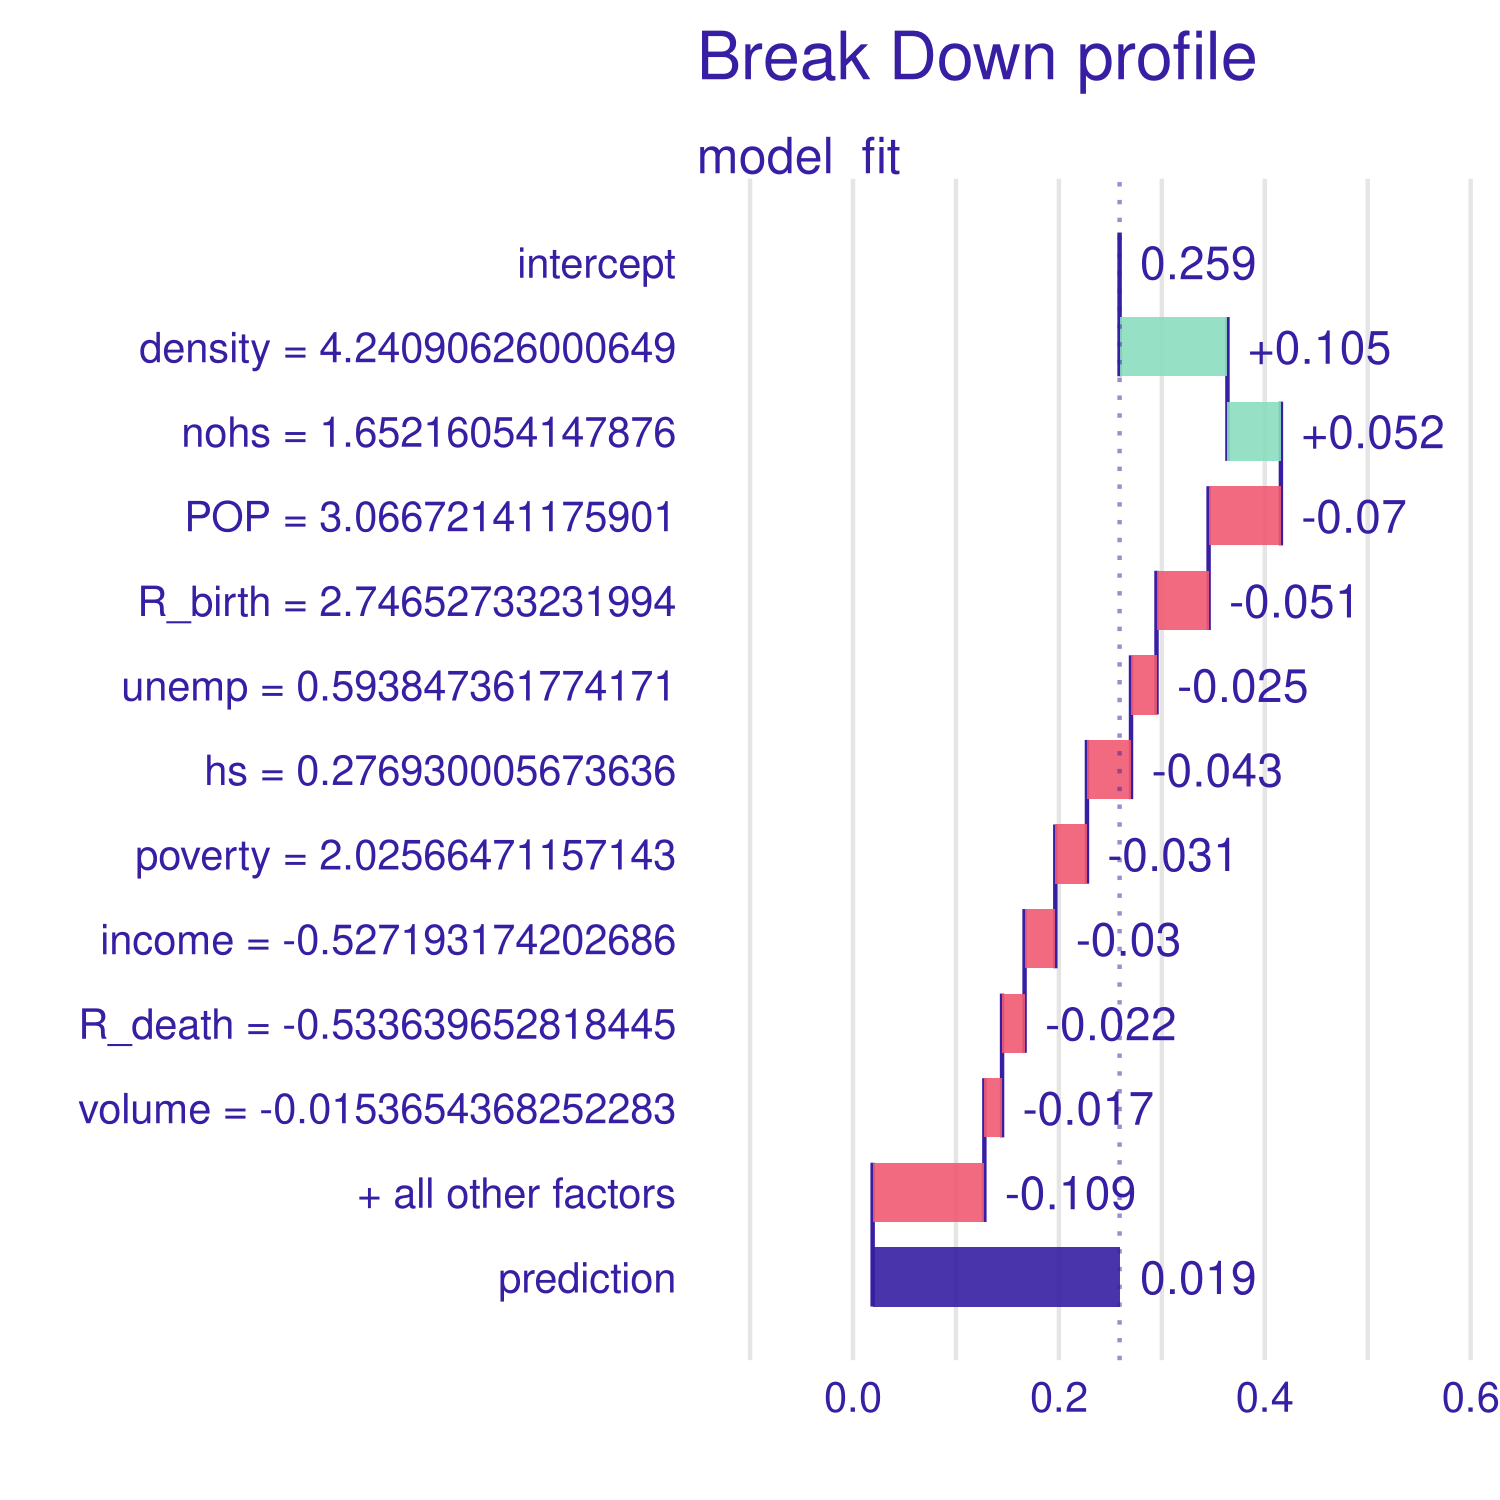 Break Down profile
model  fit
intercept 0.259
density = 4.24090626000649 +0.105
nohs = 1.65216054147876 +0.052
POP = 3.06672141175901 -0.07
R_birth = 2.74652733231994 -0.051
unemp = 0.593847361774171 -0.025
hs = 0.276930005673636 -0.043
poverty = 2.02566471157143 -0.031
income = -0.527193174202686 -0.03
R_death = -0.533639652818445 -0.022
volume = -0.01536543682522​83 -0.017
+ all other factors -0.109
prediction 0.019
0.0 0.2 0.4 0.6